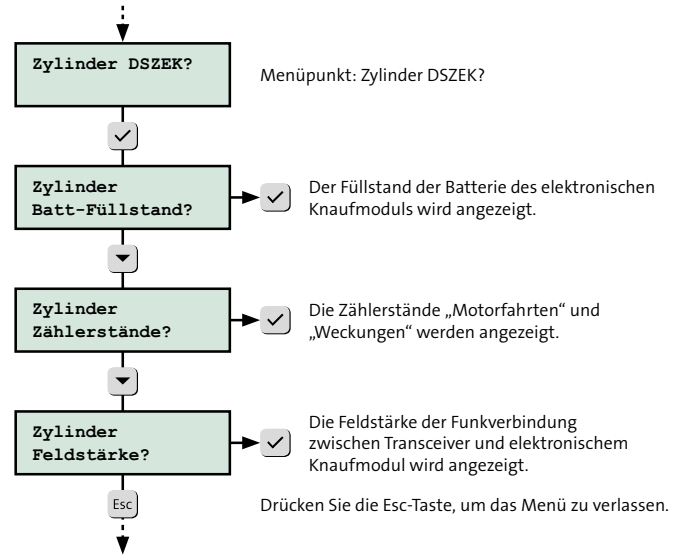 Zylinder DSZEK?
Menüpunkt: Zylinder DSZEK?
Zylinder
Batt-Füllstand?
Der Füllstand der Batterie des elektronischen
Knaufmoduls wird angezeigt.
Zylinder
Zählerstände?
Die Zählerstände „Motorfahrten“ und
„Weckungen“ werden angezeigt.
Zylinder
Feldstärke?
Die Feldstärke der Funkverbindung
zwischen Transceiver und elektronischem
Knaufmodul wird angezeigt.
Esc
Drücken Sie die Esc-Taste, um das Menü zu verlassen.